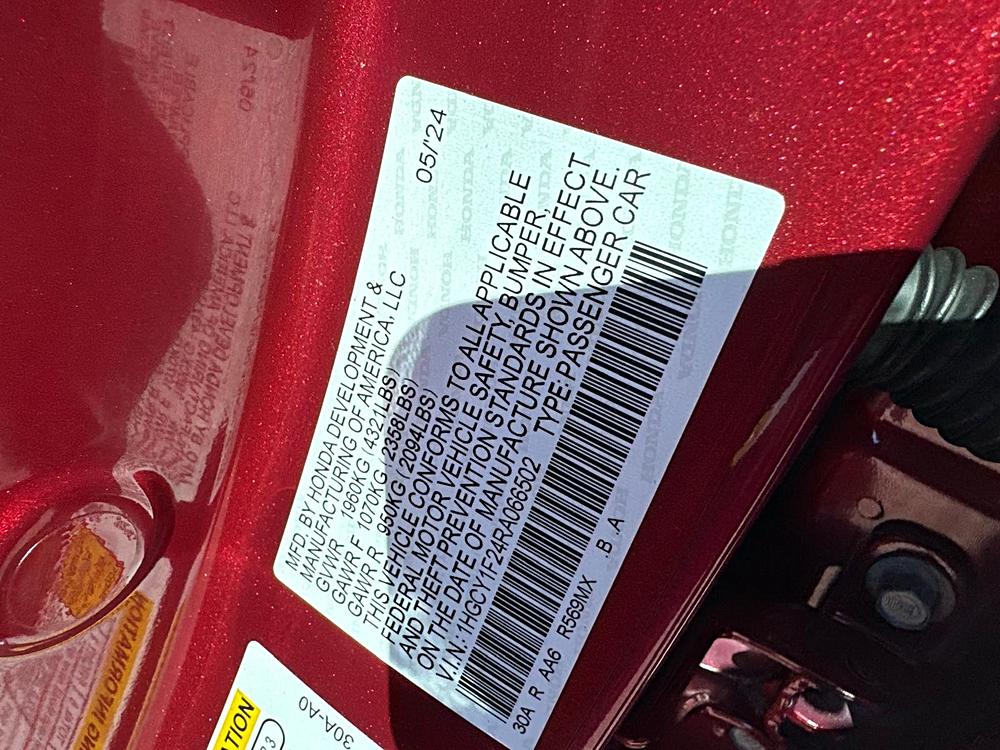 05/'24
MFD. BY HONDA DEVELOPMENT &
MANUFACTURING OF AMERICA, LLC
GVWR 1960KG (4321LBS)
GAWR F 1070KG (2358LBS)
GAWR R 950KG (2094LBS)
THIS VEHICLE CONFORMS TO ALL APPLICABLE
FEDERAL MOTOR VEHICLE SAFETY, BUMPER,
AND THEFT PREVENTION STANDARDS IN EFFECT
ON THE DATE OF MANUFACTURE SHOWN ABOVE.
V.I.N.: 1HGCY1F24RA066502 TYPE: PASSENGER CAR
30A R AA6 R569MX B A
ATION
30A-A0